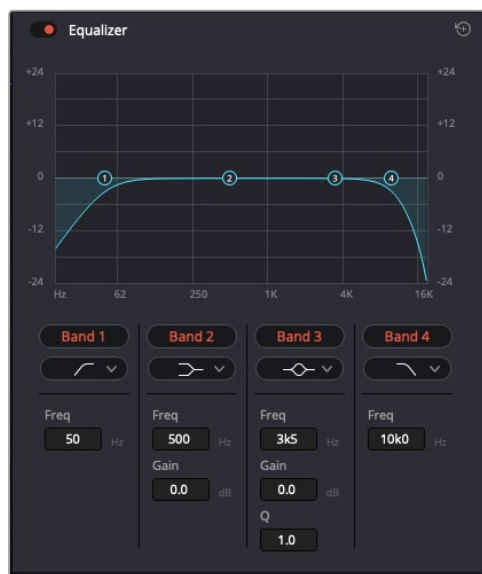 Equalizer
+24 +24
+12 +12
0 1 2 3 4 0
-12 -12
-24 -24
Hz 62 250 1K 4K 16K
Band 1 Band 2 Band 3 Band 4
Freq Freq Freq Freq
50 Hz 500 Hz 3k5 Hz 10k0 Hz
Gain Gain
0.0 dB 0.0 dB
Q
1.0